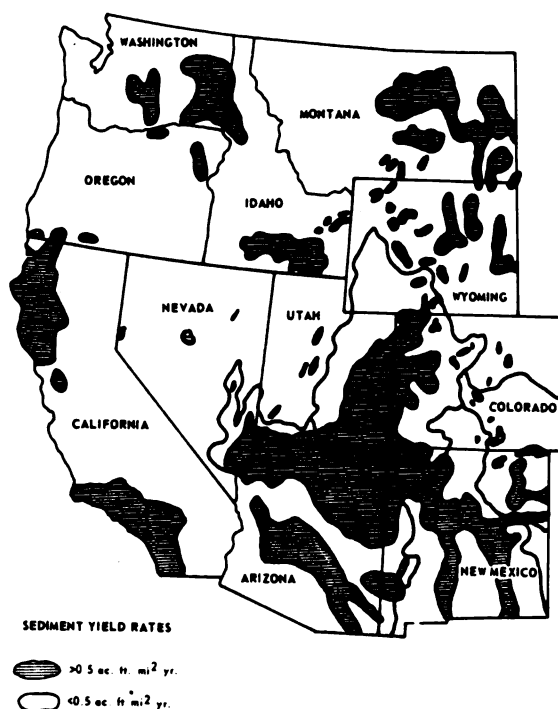 WASHINGTON
MONTANA
OREGON
IDAHO
WYOMING
NEVADA
UTAH
COLORADO
CALIFORNIA
ARIZONA
NEW MEXICO
SEDIMENT YIELD RATES
>0 5 ac. ft. mi² yr.
<0.5 ac. ft mi² yr.